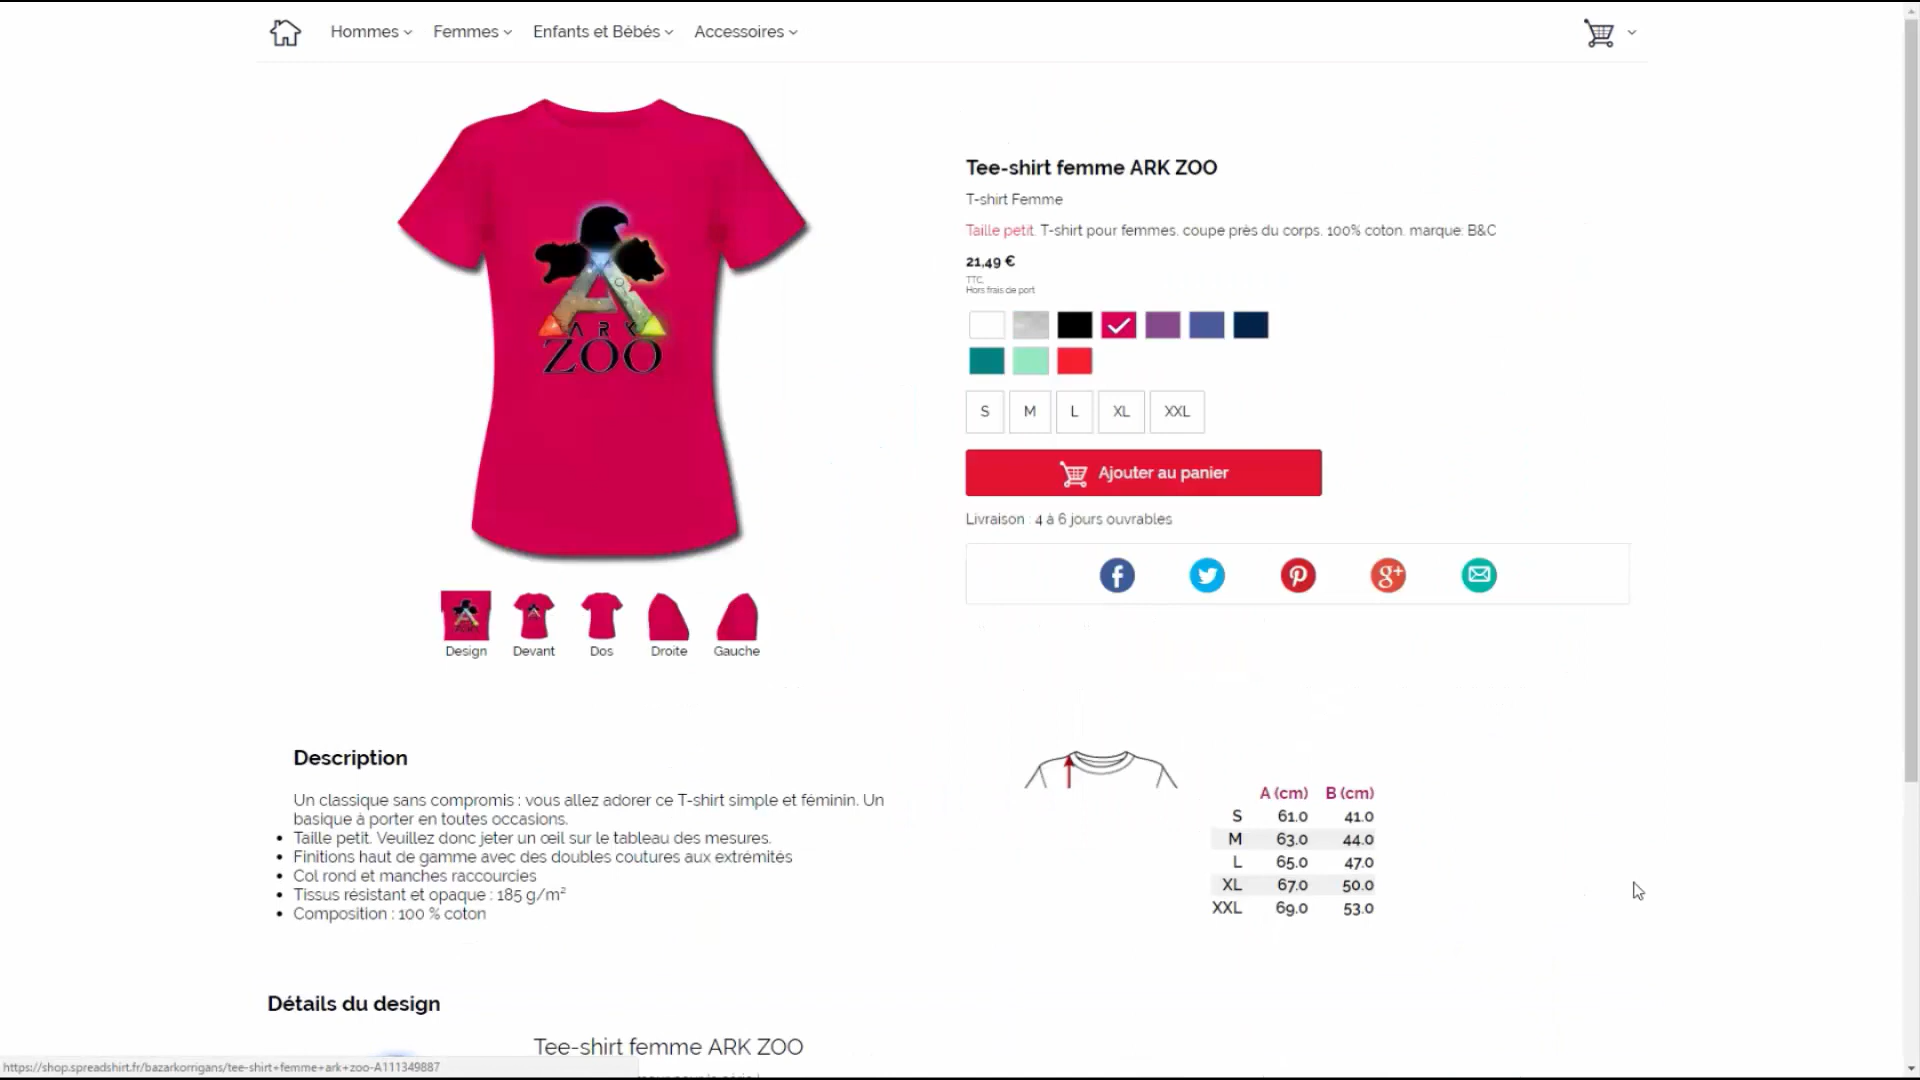 Hommes Femmes Enfants et Bébés Accessoires
ARK
ZOO
Tee-shirt femme ARK ZOO
T-shirt Femme
Taille petit. T-shirt pour femmes. coupe près du corps. 100% coton. marque: B&C
21,49 €
TTC,
Hors frais de port
S M L XL XXL
Ajouter au panier
Livraison : 4 à 6 jours ouvrables
Design Devant Dos Droite Gauche
Description
Un classique sans compromis : vous allez adorer ce T-shirt simple et féminin. Un
basique à porter en toutes occasions.
• Taille petit. Veuillez donc jeter un œil sur le tableau des mesures.
• Finitions haut de gamme avec des doubles coutures aux extrémités
• Col rond et manches raccourcies
• Tissus résistant et opaque : 185 g/m²
• Composition : 100 % coton
A (cm) B (cm)
S 61.0 41.0
M 63.0 44.0
L 65.0 47.0
XL 67.0 50.0
XXL 69.0 53.0
Détails du design
Tee-shirt femme ARK ZOO
https://shop.spreadshirt.fr/bazarkorrigans/tee-shirt+femme+ark+zoo-A111349887